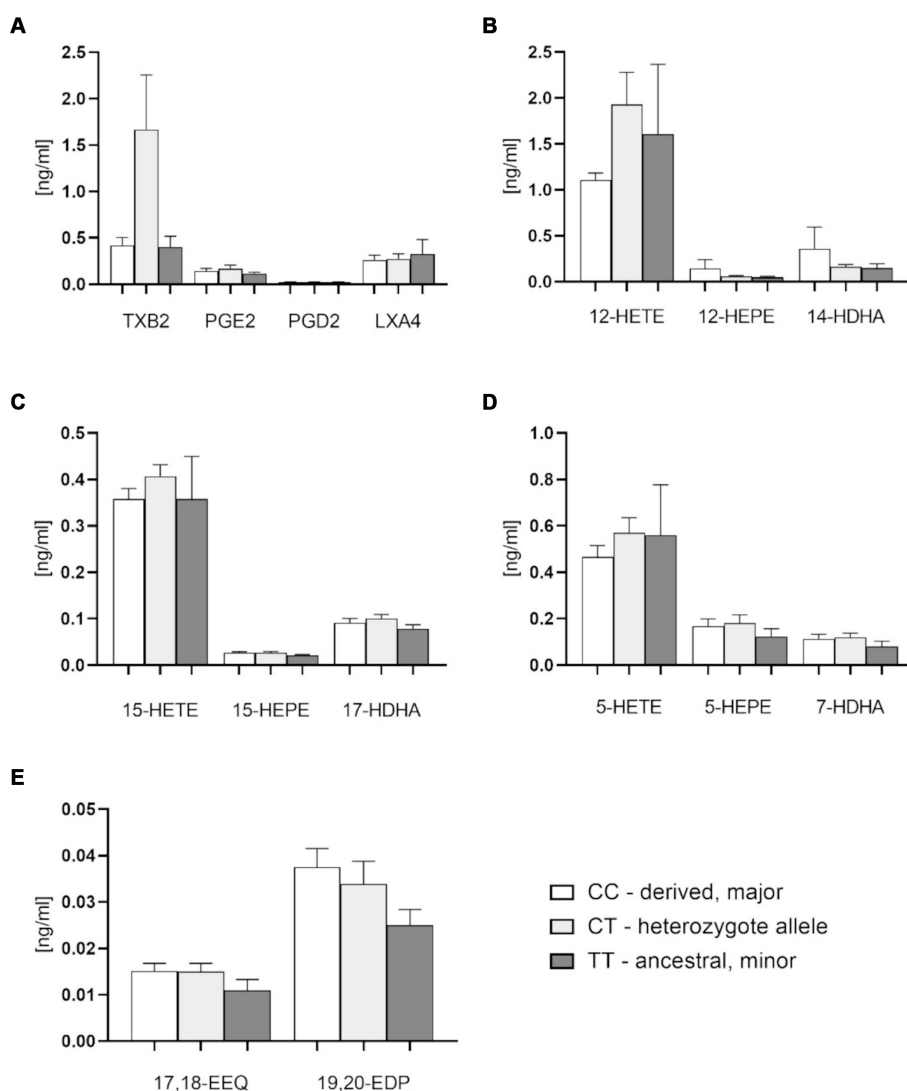 A
[ng/ml]
2.5
2.0
1.5
1.0
0.5
0.0
TXB2 PGE2 PGD2 LXA4
B
[ng/ml]
2.5
2.0
1.5
1.0
0.5
0.0
12-HETE 12-HEPE 14-HDHA
C
[ng/ml]
0.5
0.4
0.3
0.2
0.1
0.0
15-HETE 15-HEPE 17-HDHA
D
[ng/ml]
1.0
0.8
0.6
0.4
0.2
0.0
5-HETE 5-HEPE 7-HDHA
E
[ng/ml]
0.05
0.04
0.03
0.02
0.01
0.00
17,18-EEQ 19,20-EDP
CC - derived, major
CT - heterozygote allele
TT - ancestral, minor